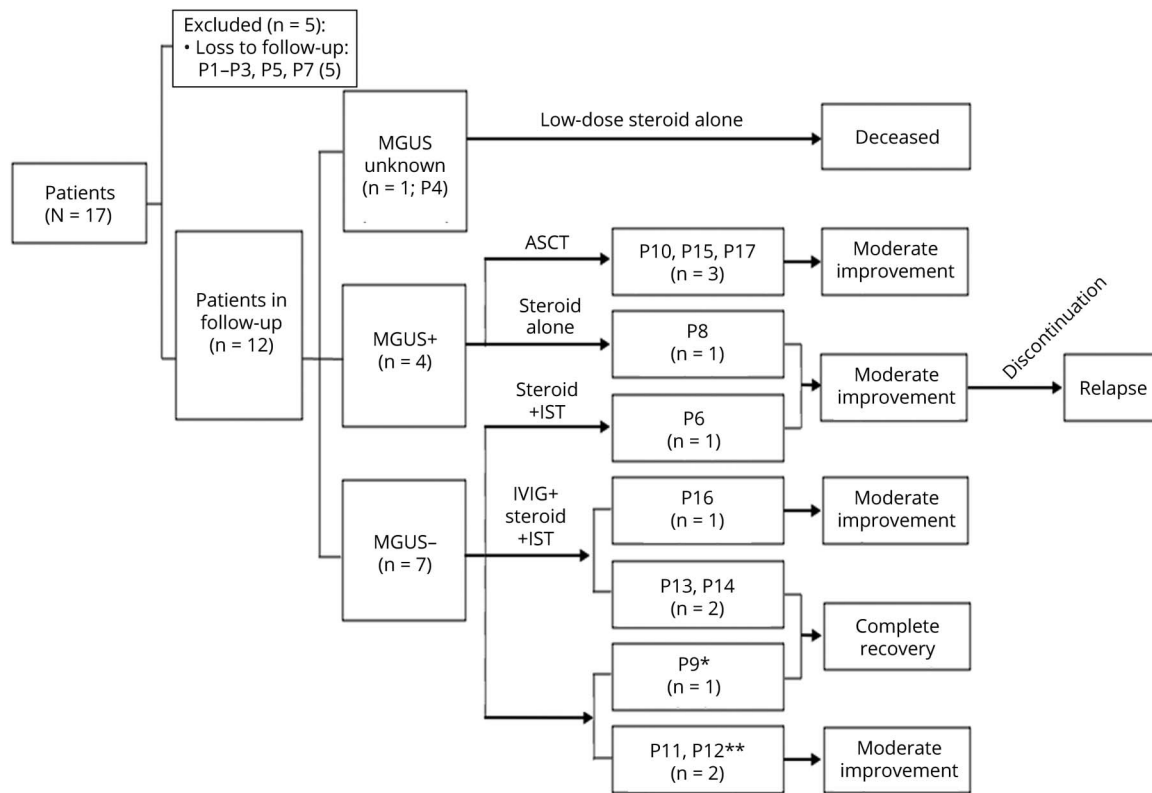 Excluded (n = 5):
• Loss to follow-up:
P1–P3, P5, P7 (5)
Patients
(N = 17)
Patients in
follow-up
(n = 12)
MGUS
unknown
(n = 1; P4)
Low-dose steroid alone
Deceased
MGUS+
(n = 4)
ASCT
P10, P15, P17
(n = 3)
Moderate
improvement
Steroid
alone
P8
(n = 1)
Moderate
improvement
Discontinuation
Relapse
MGUS–
(n = 7)
Steroid
+IST
P6
(n = 1)
IVIG+
steroid
+IST
P16
(n = 1)
Moderate
improvement
P13, P14
(n = 2)
Complete
recovery
P9*
(n = 1)
P11, P12**
(n = 2)
Moderate
improvement